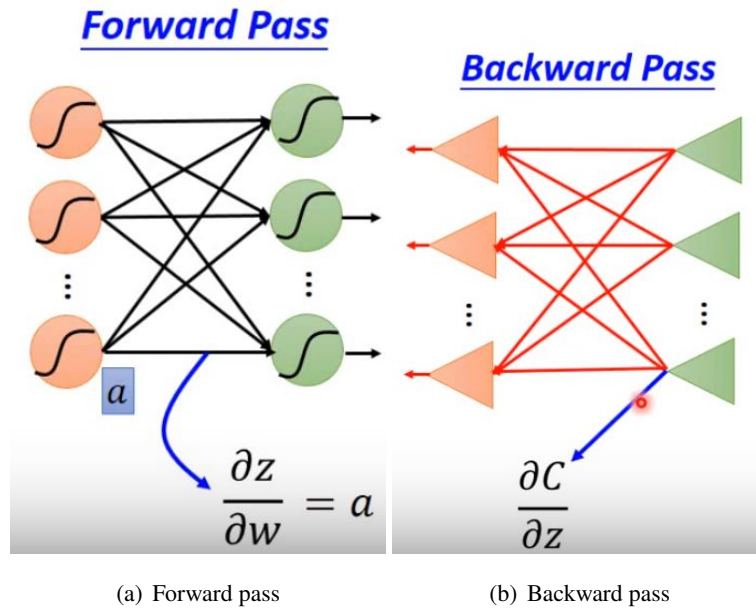 Forward Pass
a
∂z
∂w
= a
Backward Pass
∂C
∂z
(a) Forward pass
(b) Backward pass